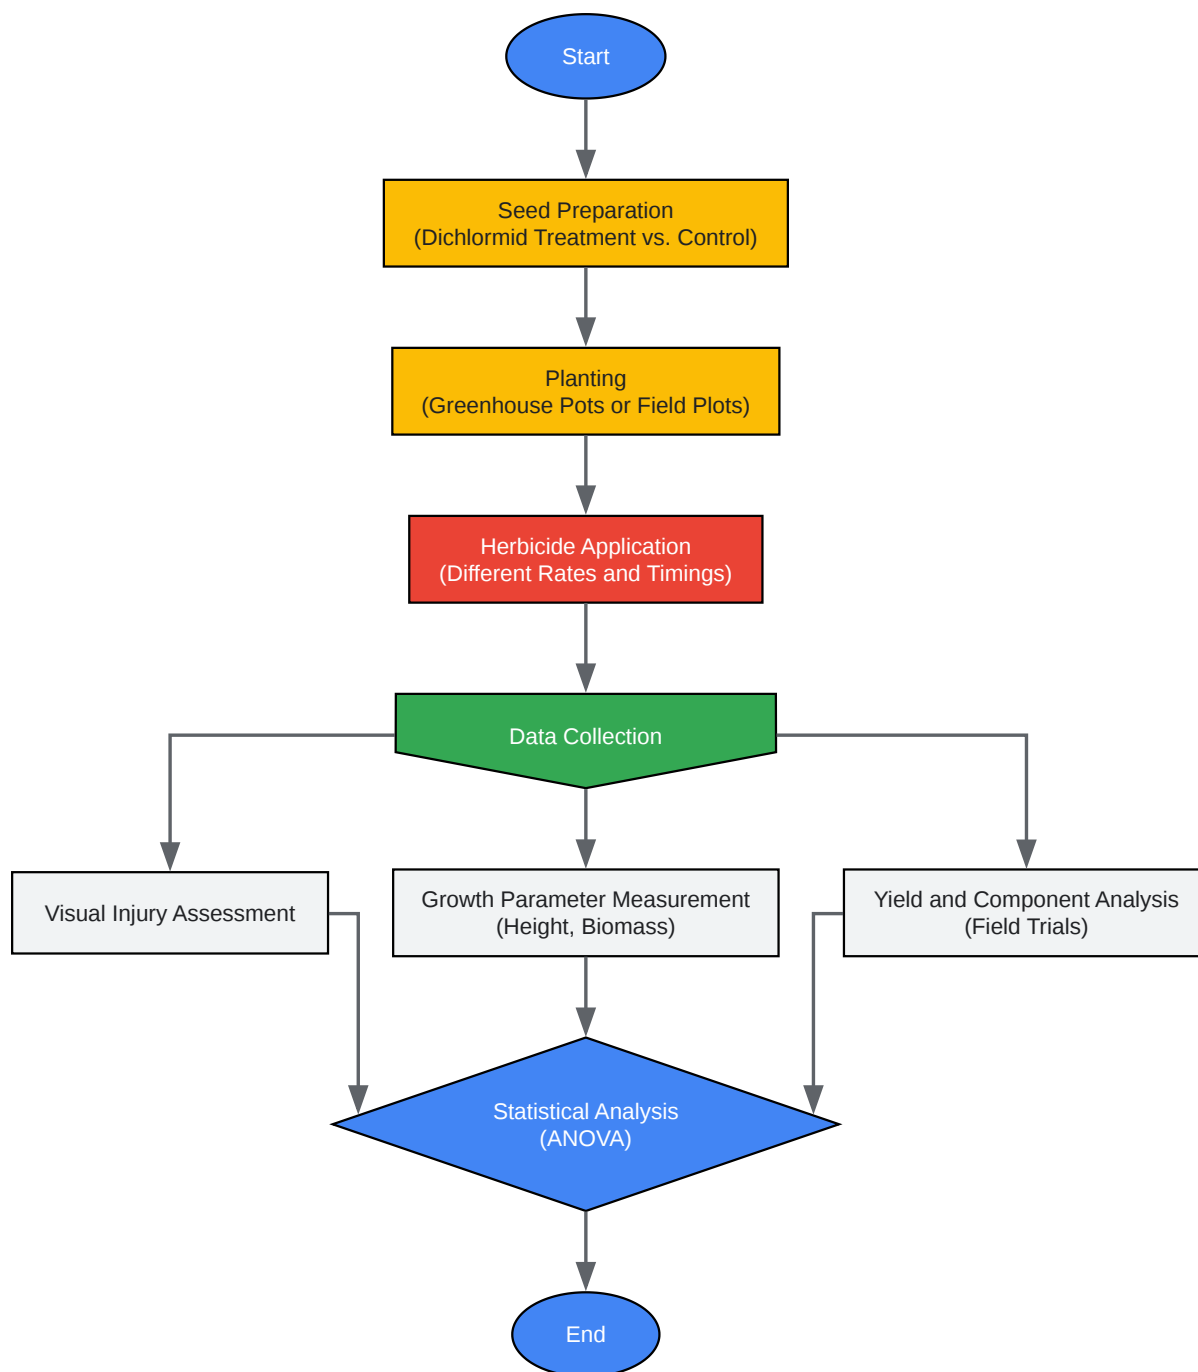 Start
Seed Preparation
(Dichlormid Treatment vs. Control)
Planting
(Greenhouse Pots or Field Plots)
Herbicide Application
(Different Rates and Timings)
Data Collection
Visual Injury Assessment
Growth Parameter Measurement
(Height, Biomass)
Yield and Component Analysis
(Field Trials)
Statistical Analysis
(ANOVA)
End